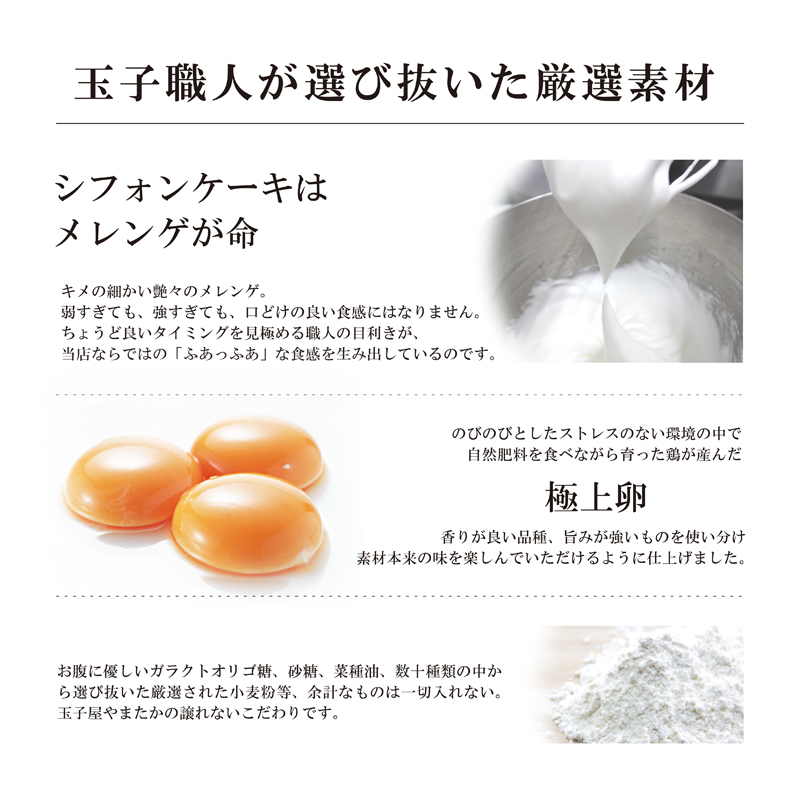 玉子職人が選び抜いた厳選素材
シフォンケーキは
メレンゲが命
キメの細かい艶々のメレンゲ。
弱すぎても、強すぎても、口どけの良い食感にはなりません。
ちょうど良いタイミングを見極める職人の目利きが、
当店ならではの「ふあっふあ」な食感を生み出しているのです。
のびのびとしたストレスのない環境の中で
自然肥料を食べながら育った鶏が産んだ
極上卵
香りが良い品種、旨みが強いものを使い分け
素材本来の味を楽しんでいただけるように仕上げました。
お腹に優しいガラクトオリゴ糖、砂糖、菜種油、数十種類の中か
ら選び抜いた厳選された小麦粉等、余計なものは一切入れない。
玉子屋やまたかの譲れないこだわりです。